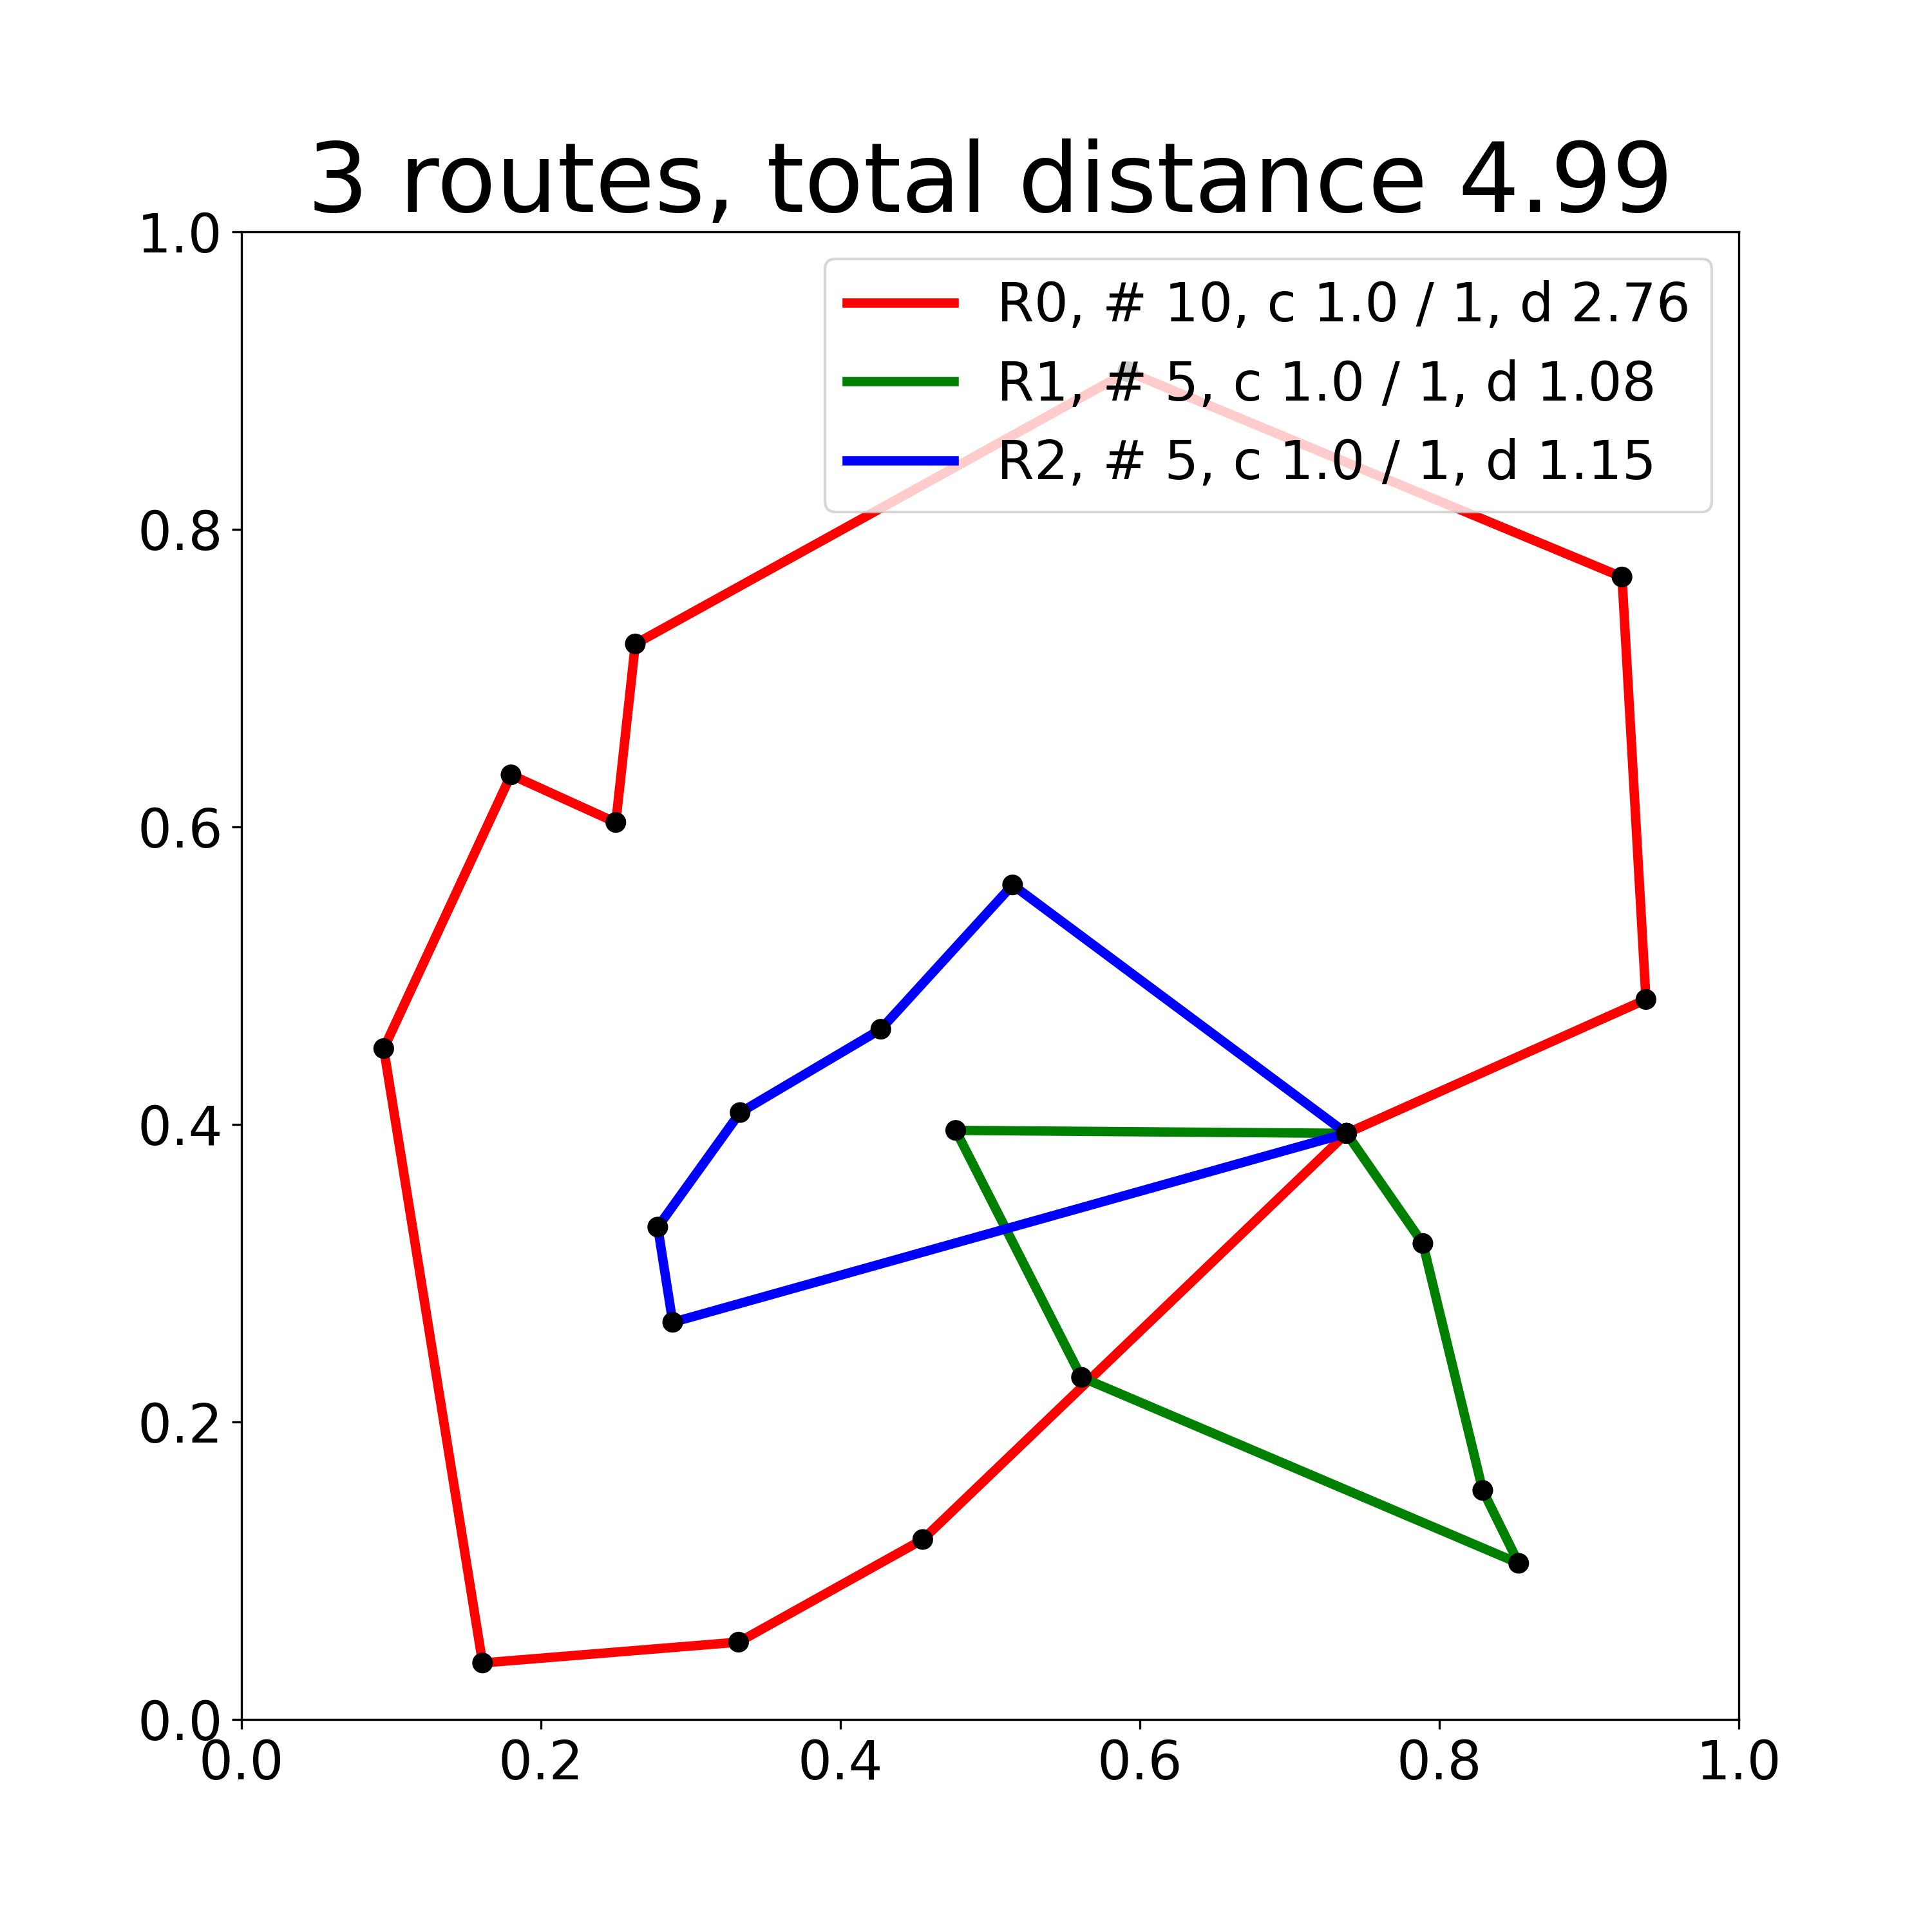 3 routes, total distance 4.99
1.0
R0, # 10, c 1.0 / 1, d 2.76
R1, # 5, c 1.0 / 1, d 1.08
R2, # 5, c 1.0 / 1, d 1.15
0.8
0.6
0.4
0.2
0.0
0.0 0.2 0.4 0.6 0.8 1.0